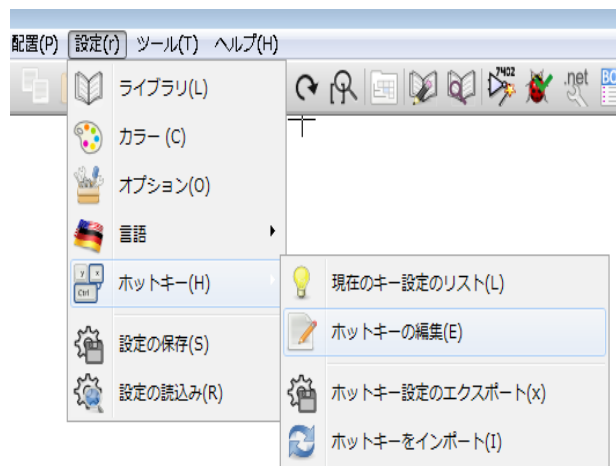 配置(P) 設定(r) ツール(T) ヘルプ(H)
7402 .net BO
ライブラリ(L)
カラー (C)
オプション(O)
言語
ホットキー(H)
y x
Ctrl
設定の保存(S)
設定の読込み(R)
現在のキー設定のリスト(L)
ホットキーの編集(E)
ホットキー設定のエクスポート(x)
ホットキーをインポート(I)